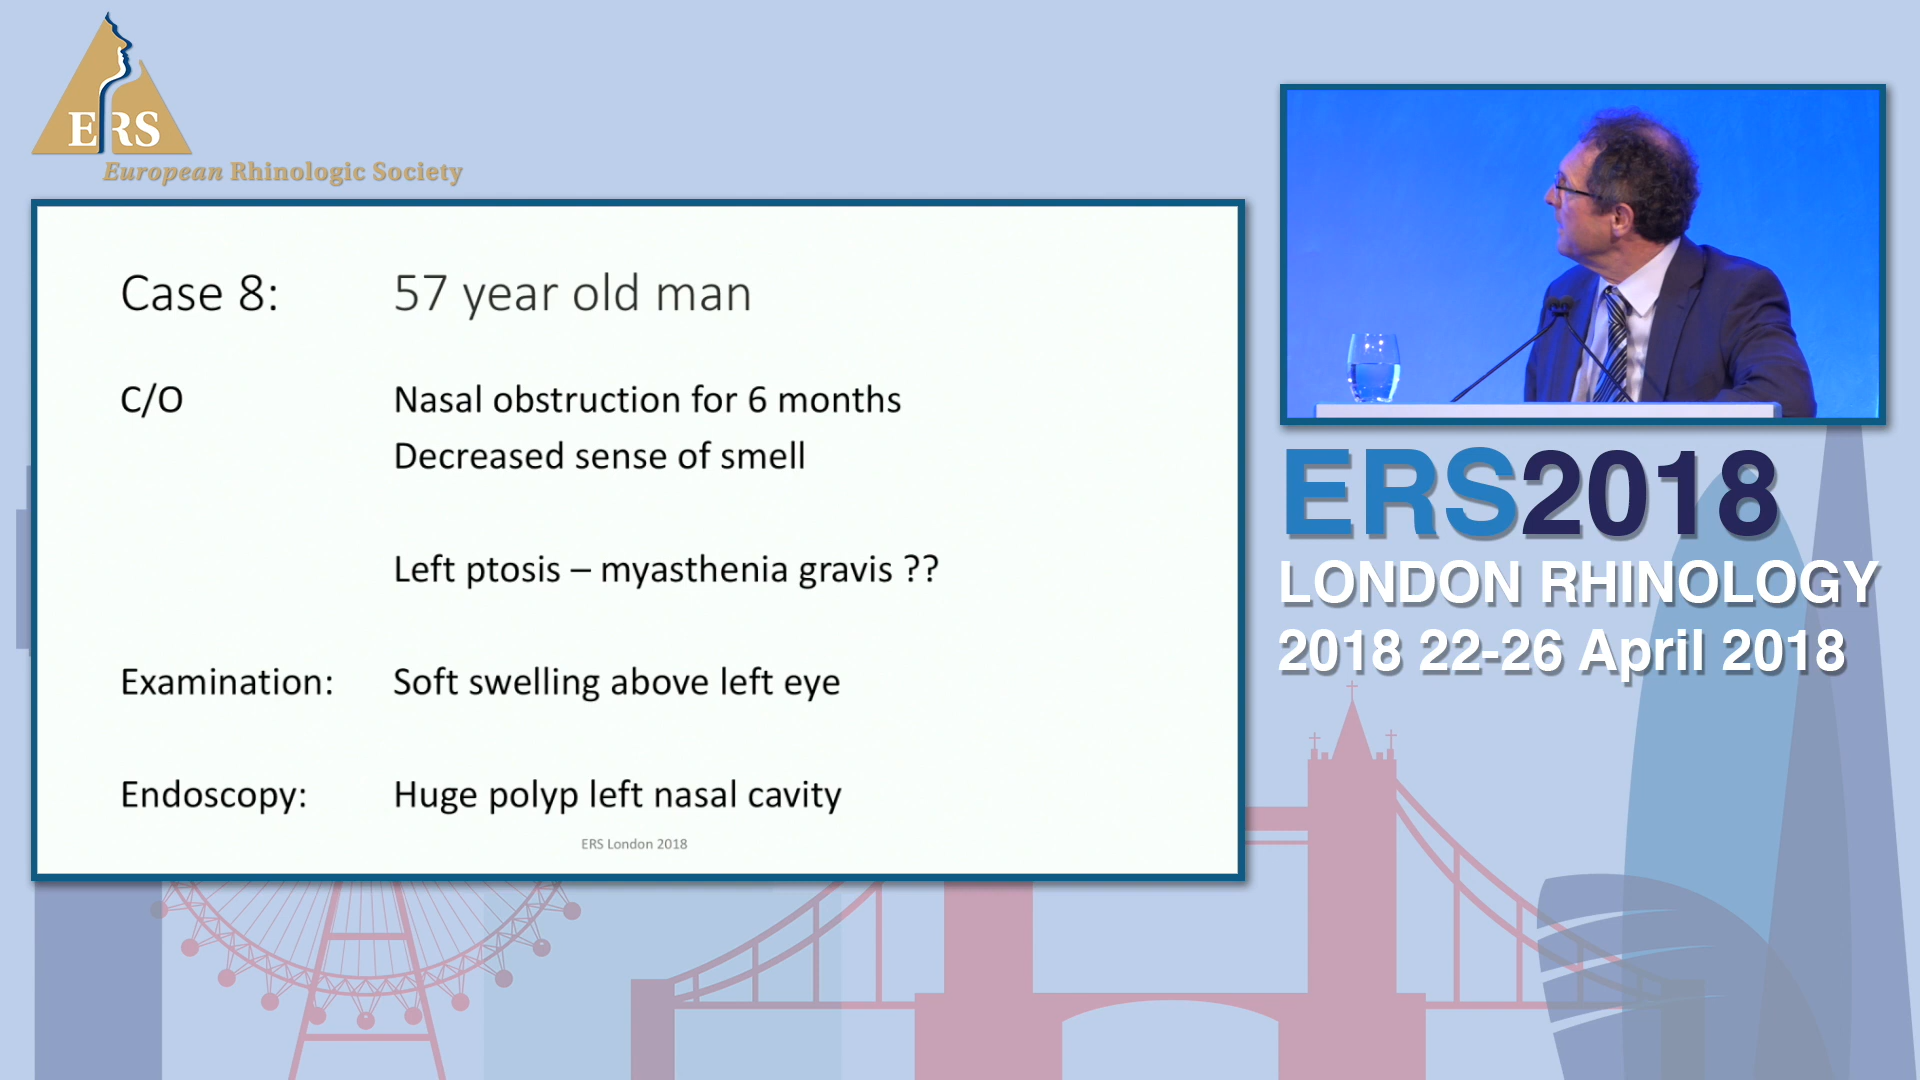 ERS
European Rhinologic Society
Case 8: 57 year old man
C/O Nasal obstruction for 6 months
Decreased sense of smell
Left ptosis – myasthenia gravis ??
Examination: Soft swelling above left eye
Endoscopy: Huge polyp left nasal cavity
ERS London 2018
ERS2018
LONDON RHINOLOGY
2018 22-26 April 2018